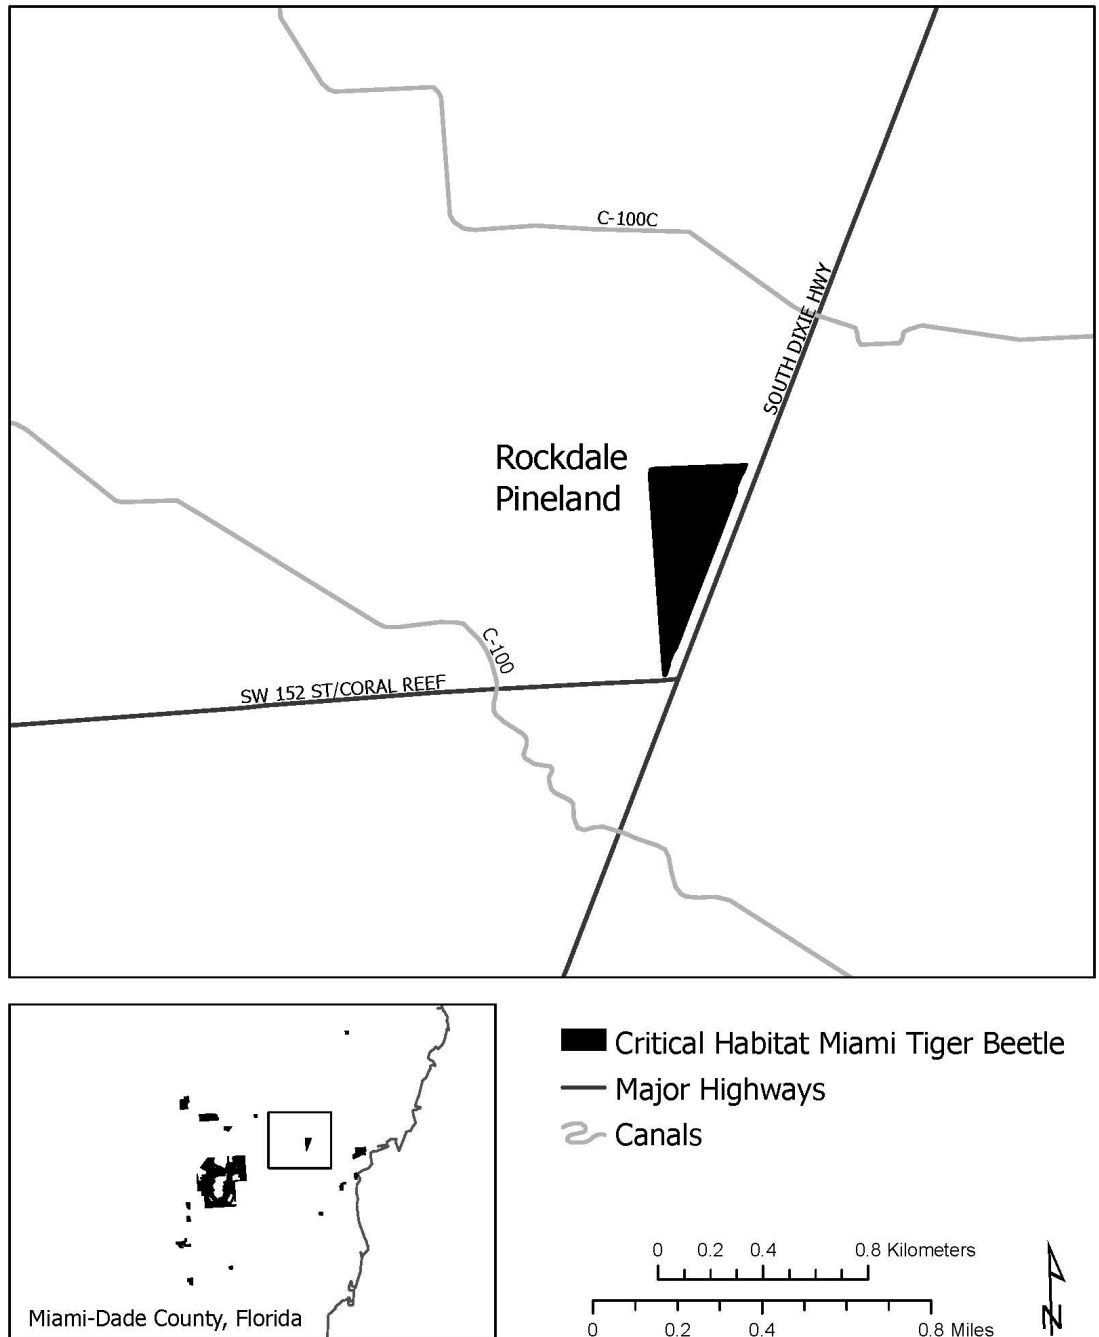 C-100C
SOUTH DIXIE HWY
Rockdale
Pineland
C-100
SW 152 ST/CORAL REEF
Critical Habitat Miami Tiger Beetle
Major Highways
Canals
Miami-Dade County, Florida
0 0.2 0.4 0.8 Kilometers
0 0.2 0.4 0.8 Miles
N